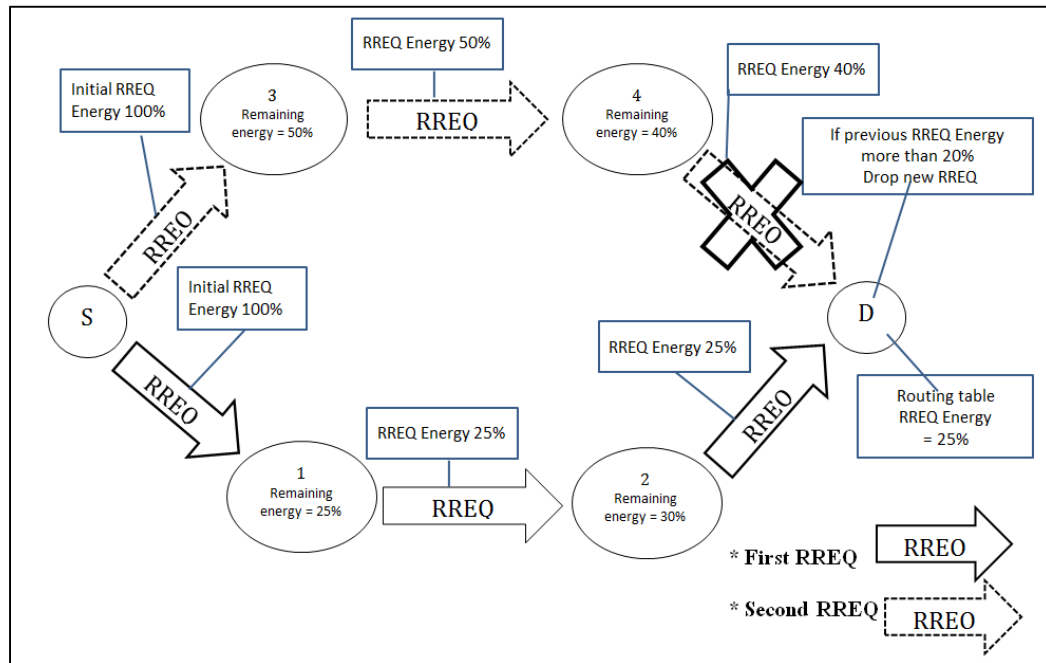 RREQ Energy 50%
Initial RREQ
Energy 100%
3
Remaining
energy = 50%
RREQ
4
Remaining
energy = 40%
RREQ Energy 40%
If previous RREQ Energy
more than 20%
Drop new RREQ
RREO
RREO
S
Initial RREQ
Energy 100%
D
RREO
RREQ Energy 25%
RREO
Routing table
RREQ Energy
= 25%
RREQ Energy 25%
1
Remaining
energy = 25%
RREQ
2
Remaining
energy = 30%
* First RREQ
RREO
* Second RREQ
RREO